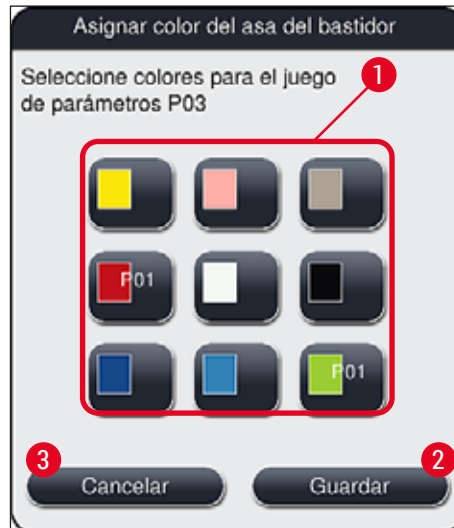 Asignar color del asa del bastidor
Seleccione colores para el juego
de parámetros P03
1
P01
P01
3
2
Cancelar
Guardar